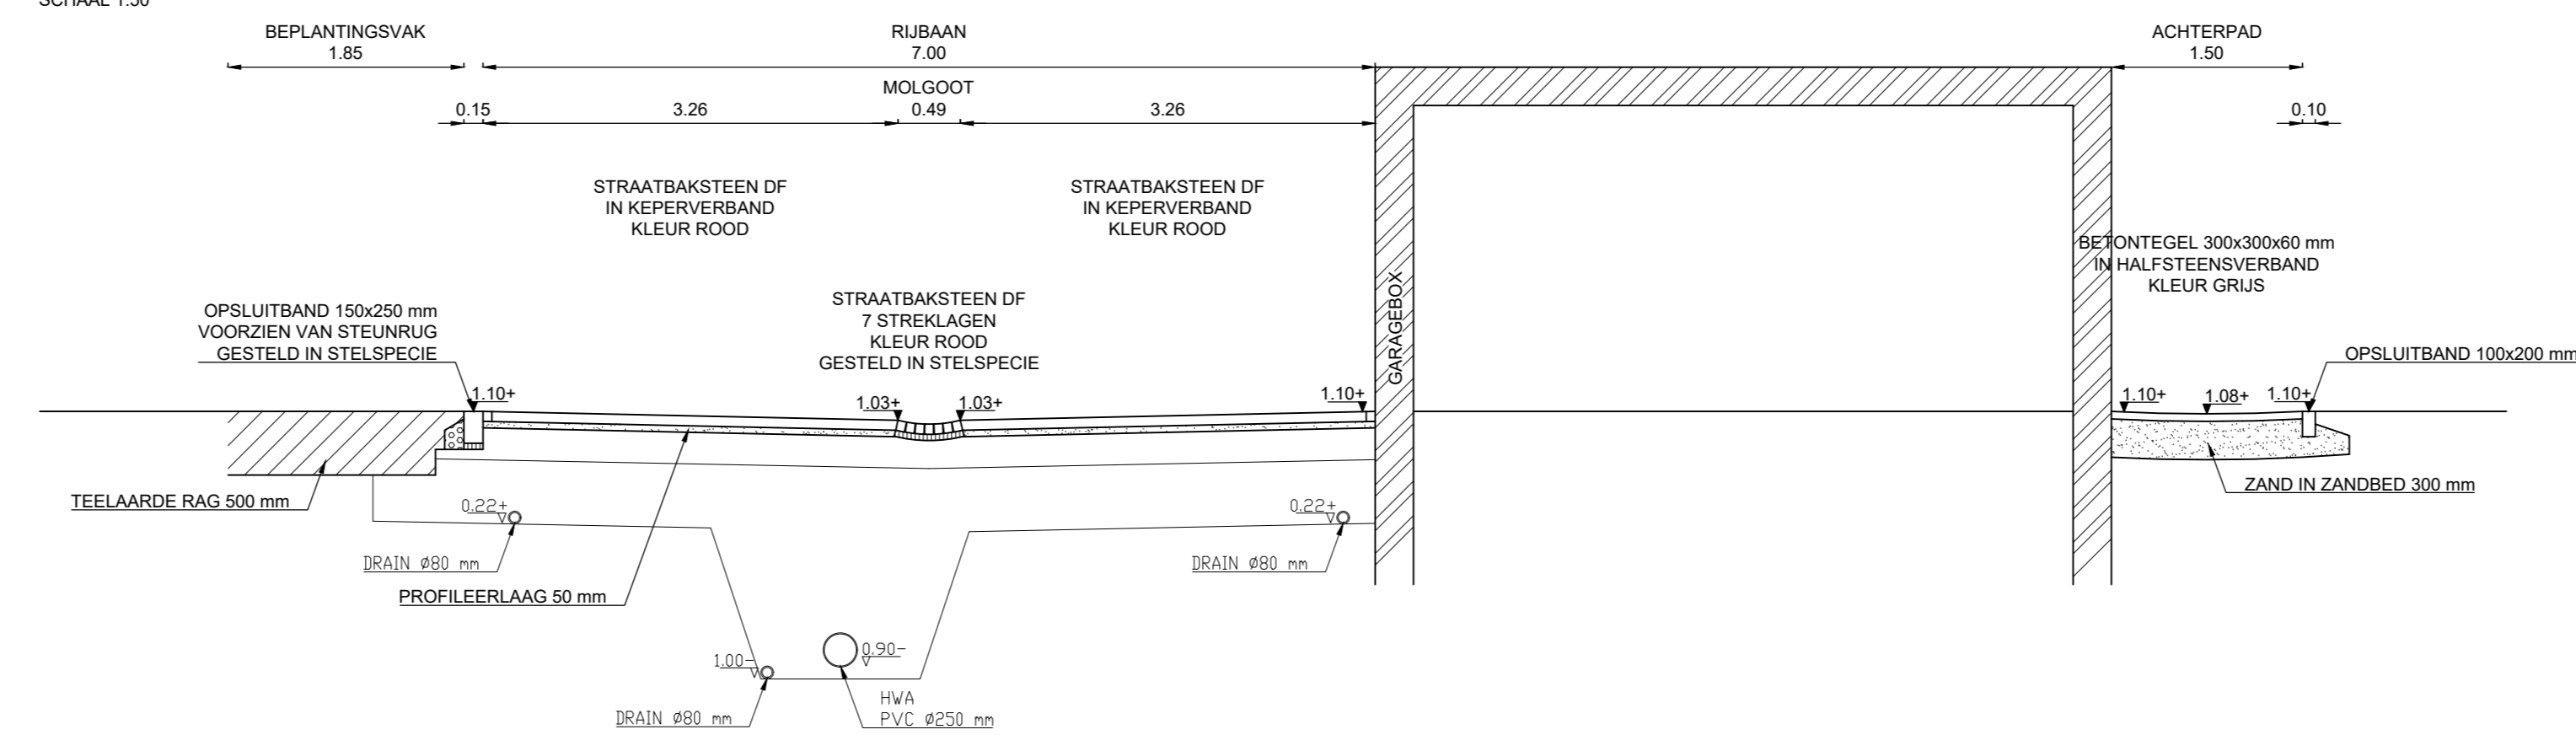 SCHAAL 1:50
BEPLANTINGSVAK
1.85
RIJBAAN
7.00
ACHTERPAD
1.50
MOLGOOT
0.15
3.26
0.49
3.26
0.10
STRAATBAKSTEEN DF
IN KEPERVERBAND
KLEUR ROOD
STRAATBAKSTEEN DF
IN KEPERVERBAND
KLEUR ROOD
BETONTEGEL 300x300x60 mm
IN HALFSTEENSVERBAND
KLEUR GRIJS
OPSLUITBAND 150x250 mm
VOORZIEN VAN STEUNRUG
GESTELD IN STELSPECIE
STRAATBAKSTEEN DF
7 STREKLAGEN
KLEUR ROOD
GESTELD IN STELSPECIE
GARAGEBOX
OPSLUITBAND 100x200 mm
1.10+
1.03+
1.03+
1.10+
1.10+
1.08+
1.10+
TEELAARDE RAG 500 mm
ZAND IN ZANDBED 300 mm
0.22+
0.22+
DRAIN Ø80 mm
DRAIN Ø80 mm
PROFILEERLAAG 50 mm
1.00-
0.90-
DRAIN Ø80 mm
HWA
PVC Ø250 mm